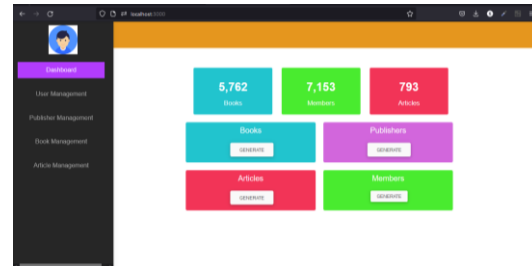 localhost:3000
Dashboard
User Management
Publisher Management
Book Management
Article Management
5,762
Books
7,153
Members
793
Articles
Books
GENERATE
Publishers
GENERATE
Articles
GENERATE
Members
GENERATE